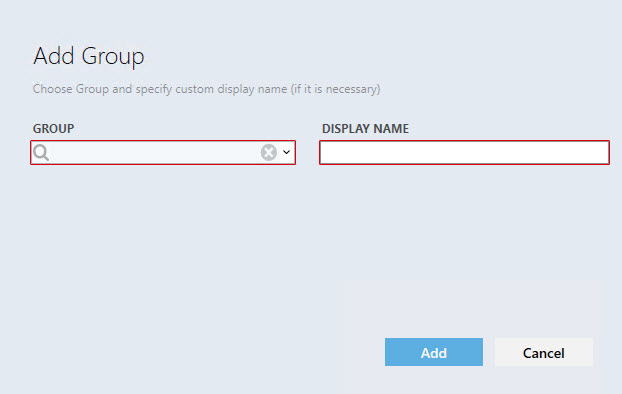 Add Group
Choose Group and specify custom display name (if it is necessary)
GROUP DISPLAY NAME
Add Cancel